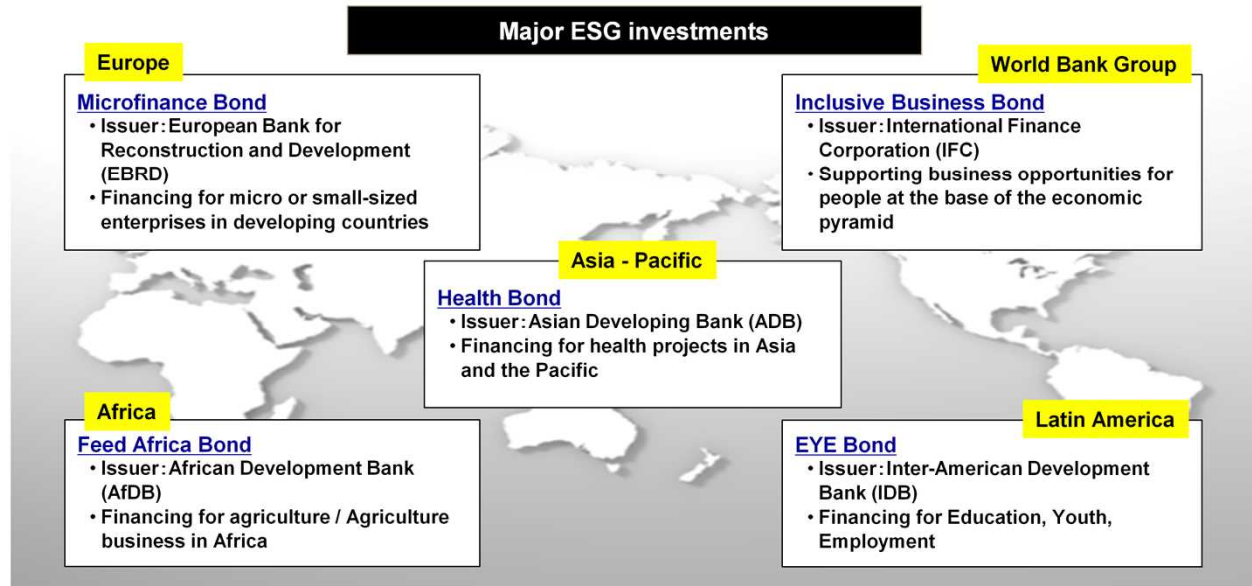 Major ESG investments
Europe
Microfinance Bond
・Issuer:European Bank for
Reconstruction and Development
(EBRD)
・Financing for micro or small-sized
enterprises in developing countries
World Bank Group
Inclusive Business Bond
・Issuer:International Finance
Corporation (IFC)
・Supporting business opportunities for
people at the base of the economic
pyramid
Asia - Pacific
Health Bond
・Issuer:Asian Developing Bank (ADB)
・Financing for health projects in Asia
and the Pacific
Africa
Feed Africa Bond
・Issuer:African Development Bank
(AfDB)
・Financing for agriculture / Agriculture
business in Africa
Latin America
EYE Bond
・Issuer:Inter-American Development
Bank (IDB)
・Financing for Education, Youth,
Employment